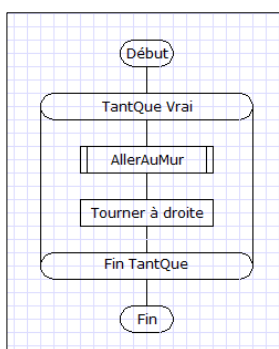 Début
TantQue Vrai
AllerAuMur
Tourner à droite
Fin TantQue
Fin